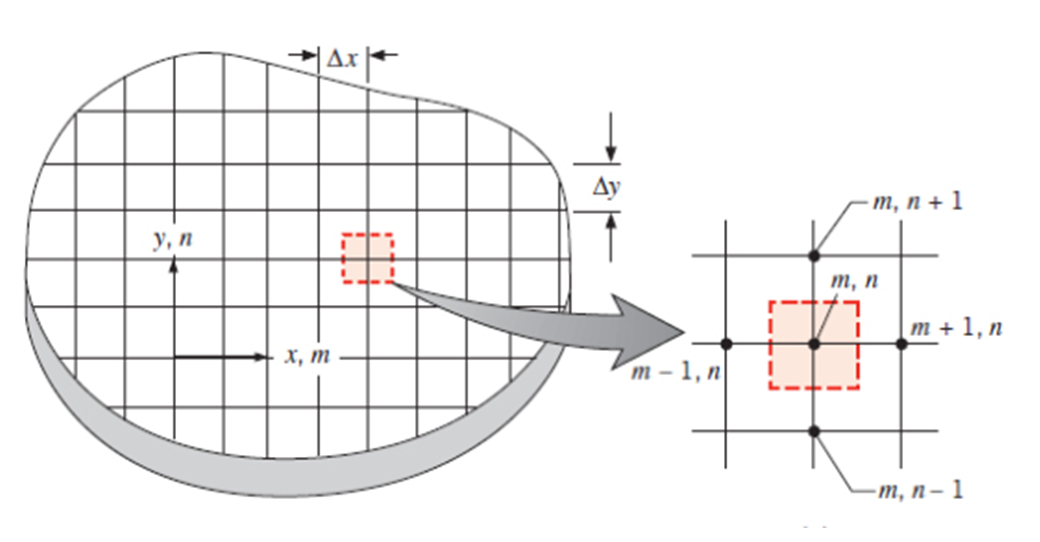 Δx
Δy
y, n
x, m
m, n + 1
m, n
m + 1, n
m – 1, n
m, n – 1